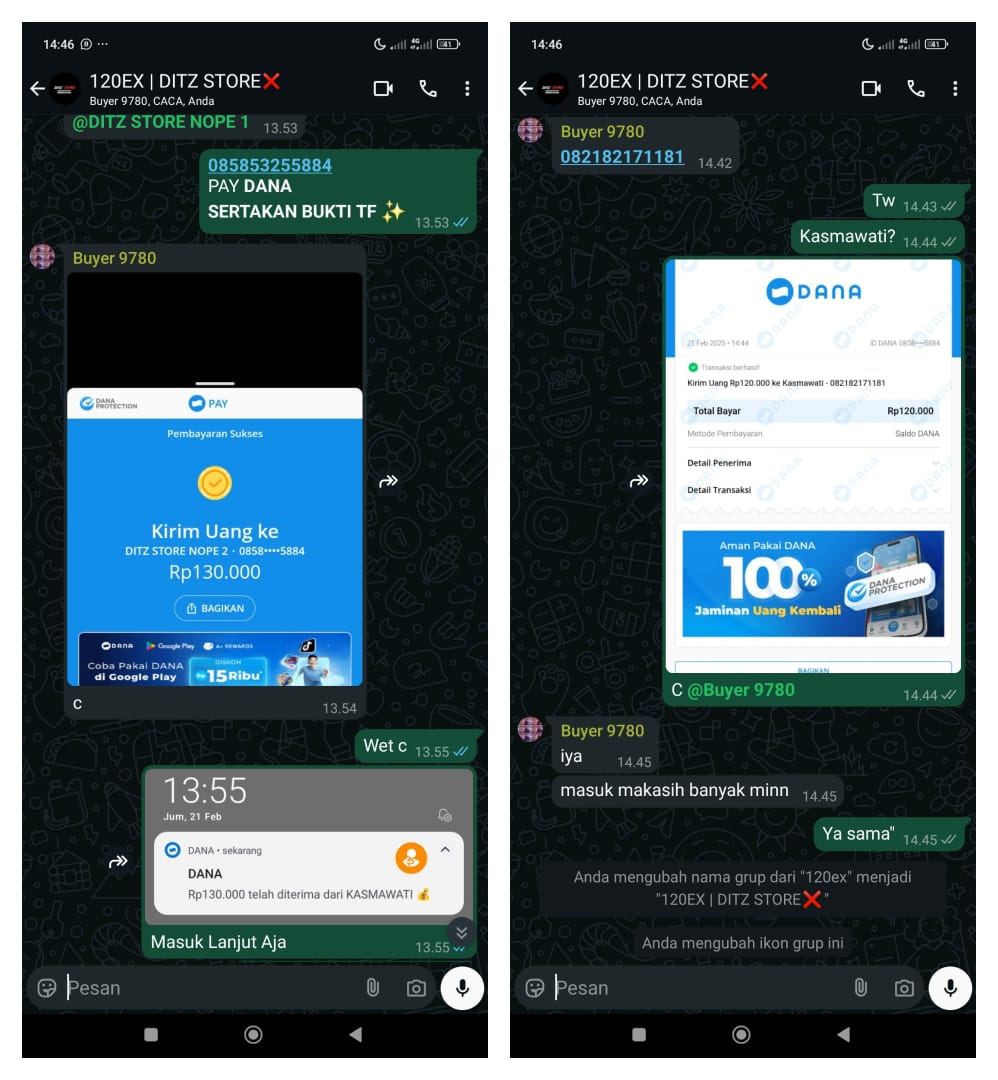 14:46
4G
41
120EX | DITZ STORE❌
Buyer 9780, CACA, Anda
@DITZ STORE NOPE 1 13.53
085853255884
PAY DANA
SERTAKAN BUKTI TF ✨ 13.53
Buyer 9780
DANA PROTECTION
PAY
Pembayaran Sukses
Kirim Uang ke
DITZ STORE NOPE 2 · 0858••••5884
Rp130.000
BAGIKAN
DANA Google Play A+ REWARDS
Coba Pakai DANA
di Google Play
DISKON
Rp15Ribu*
C 13.54
Wet c 13.55
13:55
Jum, 21 Feb
DANA • sekarang
DANA
Rp130.000 telah diterima dari KASMAWATI 💰
Masuk Lanjut Aja 13.55
Pesan
14:46
4G
41
120EX | DITZ STORE❌
Buyer 9780, CACA, Anda
Buyer 9780
082182171181 14.42
Tw 14.43
Kasmawati? 14.44
DANA
21 Feb 2025 • 14:44 ID DANA 0858••••5884
Transaksi berhasil!
Kirim Uang Rp120.000 ke Kasmawati - 082182171181
Total Bayar Rp120.000
Metode Pembayaran Saldo DANA
Detail Penerima
Detail Transaksi
Aman Pakai DANA
100%
Jaminan Uang Kembali
DANA PROTECTION
BAGIKAN
C @Buyer 9780 14.44
Buyer 9780
iya 14.45
masuk makasih banyak minn 14.45
Ya sama" 14.45
Anda mengubah nama grup dari "120ex" menjadi
"120EX | DITZ STORE❌ "
Anda mengubah ikon grup ini
Pesan